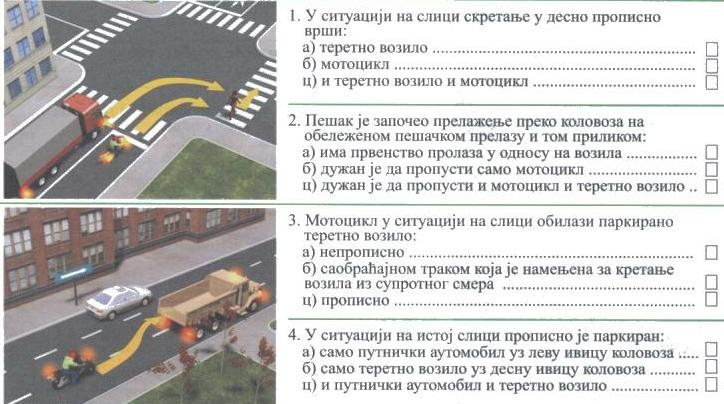 1. У ситуацији на слици скретање у десно прописно
врши:
а) теретно возило
б) мотоцикл
ц) и теретно возило и мотоцикл
2. Пешак је започео прелажење преко коловоза на
обележеном пешачком прелазу и том приликом:
а) има првенство пролаза у односу на возила
б) дужан је да пропусти само мотоцикл
ц) дужан је да пропусти и мотоцикл и теретно возило ..
3. Мотоцикл у ситуацији на слици обилази паркирано
теретно возило:
а) непрописно
б) саобраћајном траком која је намењена за кретање
возила из супротног смера
ц) прописно
4. У ситуацији на истој слици прописно је паркиран:
а) само путнички аутомобил уз леву ивицу коловоза .....
б) само теретно возило уз десну ивицу коловоза
ц) и путнички аутомобил и теретно возило